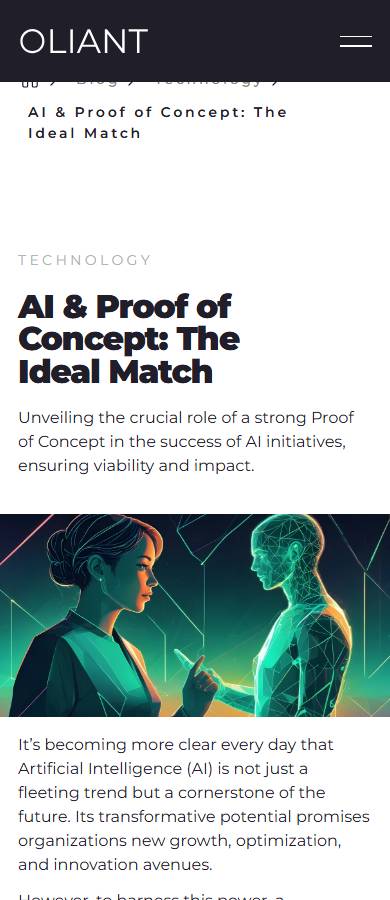 OLIANT
Blog Technology
AI & Proof of Concept: The
Ideal Match
TECHNOLOGY
AI & Proof of
Concept: The
Ideal Match
Unveiling the crucial role of a strong Proof
of Concept in the success of AI initiatives,
ensuring viability and impact.
It’s becoming more clear every day that
Artificial Intelligence (AI) is not just a
fleeting trend but a cornerstone of the
future. Its transformative potential promises
organizations new growth, optimization,
and innovation avenues.
However, to harness this power, a